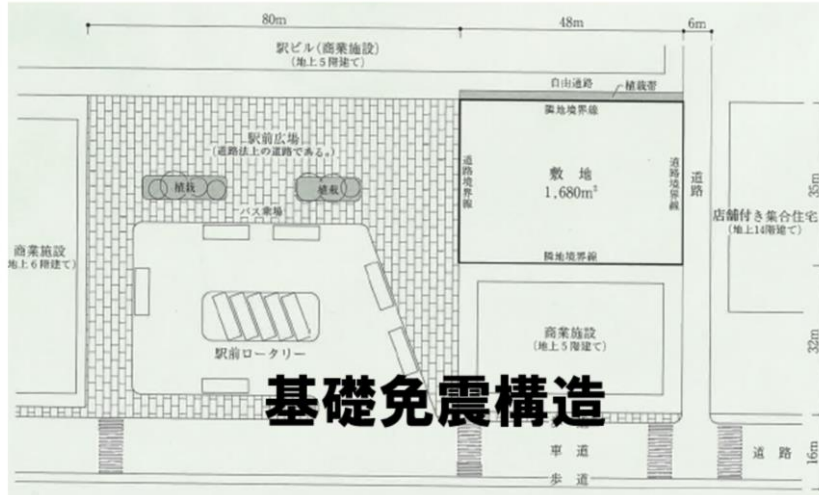 80m
48m
6m
駅ビル(商業施設)
(地上5階建て)
自由通路
植栽帯
隣地境界線
駅前広場
(道路法上の道路である。)
植栽
植栽
バス乗場
道路境界線
敷地
1,680m²
道路境界線
道路
35m
店舗付き集合住宅
(地上14階建て)
商業施設
地上6階建て)
隣地境界線
商業施設
(地上5階建て)
32m
駅前ロータリー
基礎免震構造
車道
道路
16m
歩道